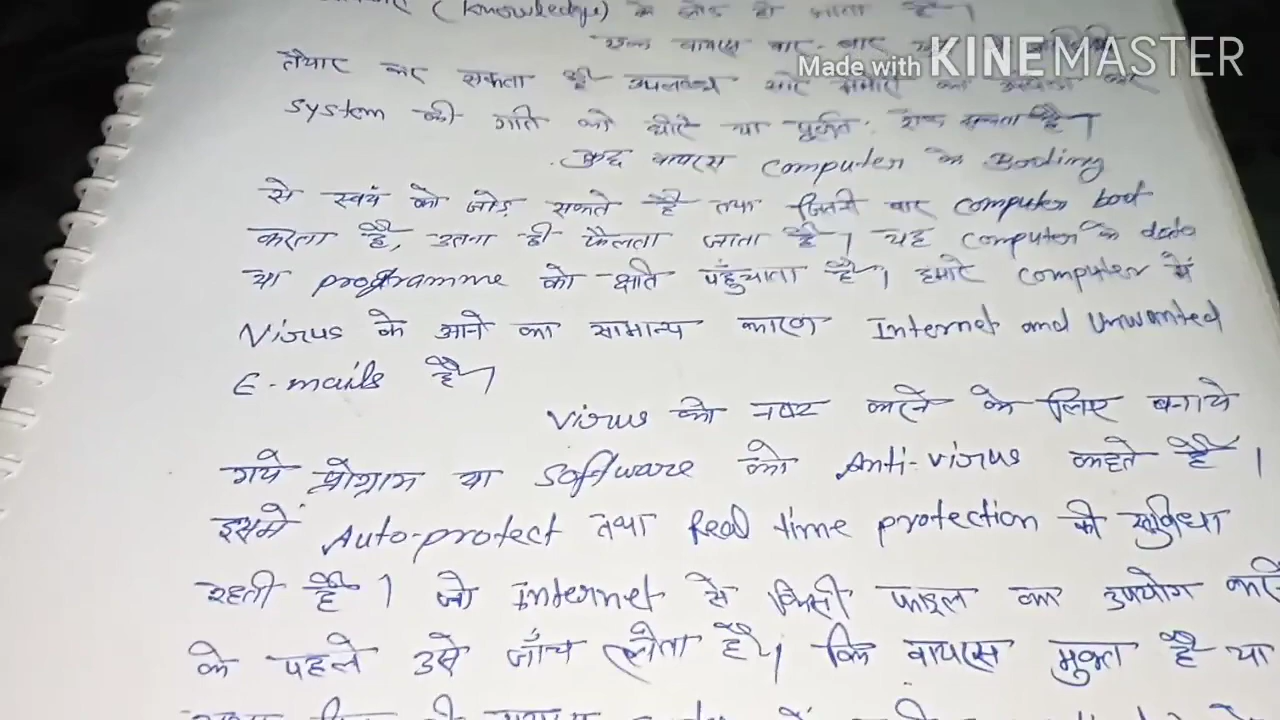 (knowledge) के जोड़ हो जाता है।
एक वायरस बार-बार
Made with KINEMASTER
तैयार कर सकता है
system की गति को धीरे या पूर्णत: रोक सकता है।
कुछ वायरस computer के Booting
से स्वयं को जोड़ सकते है तथा जितनी बार computer boot
करता है, उतना ही फैलता जाता है। यह computer के data
या programme को क्षति पहुँचाता है। हमारे computer में
Virus के आने का सामान्य कारण Internet and Unwanted
E-mails है।
Virus को नष्ट करने के लिए बनाये
गये प्रोग्राम या Software को Anti-virus कहते है।
इसमें Auto-protect तथा Real time protection की सुविधा
रहती है। जो internet से किसी फाइल का उपयोग करने
के पहले उसे जाँच लेता है। कि वायरस मुक्त है या